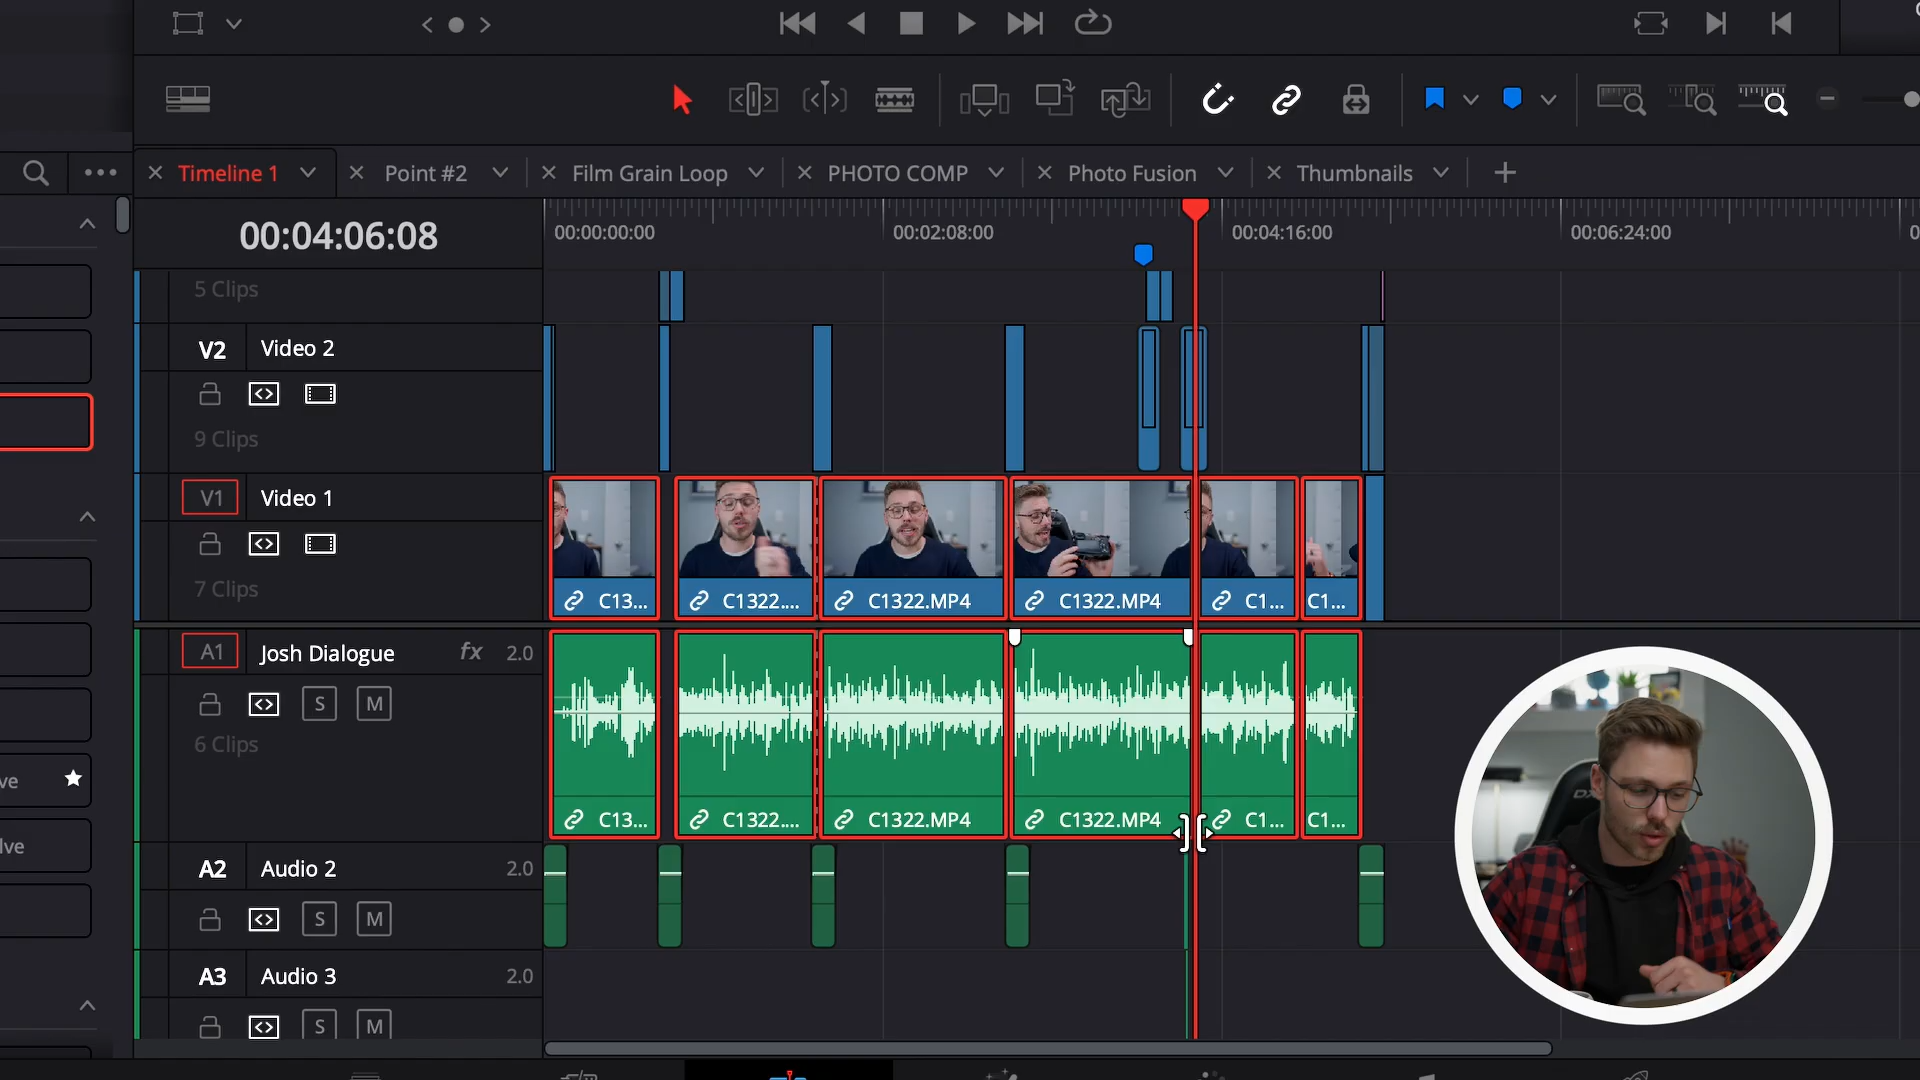 Timeline 1
Point #2
Film Grain Loop
PHOTO COMP
Photo Fusion
Thumbnails
00:04:06:08
00:00:00:00
00:02:08:00
00:04:16:00
00:06:24:00
5 Clips
V2 Video 2
9 Clips
V1 Video 1
7 Clips
C13...
C1322....
C1322.MP4
C1322.MP4
C1...
C1...
A1 Josh Dialogue fx 2.0
S M
6 Clips
C13...
C1322....
C1322.MP4
C1322.MP4
C1...
C1...
ve
lve
A2 Audio 2 2.0
S M
A3 Audio 3 2.0
S M